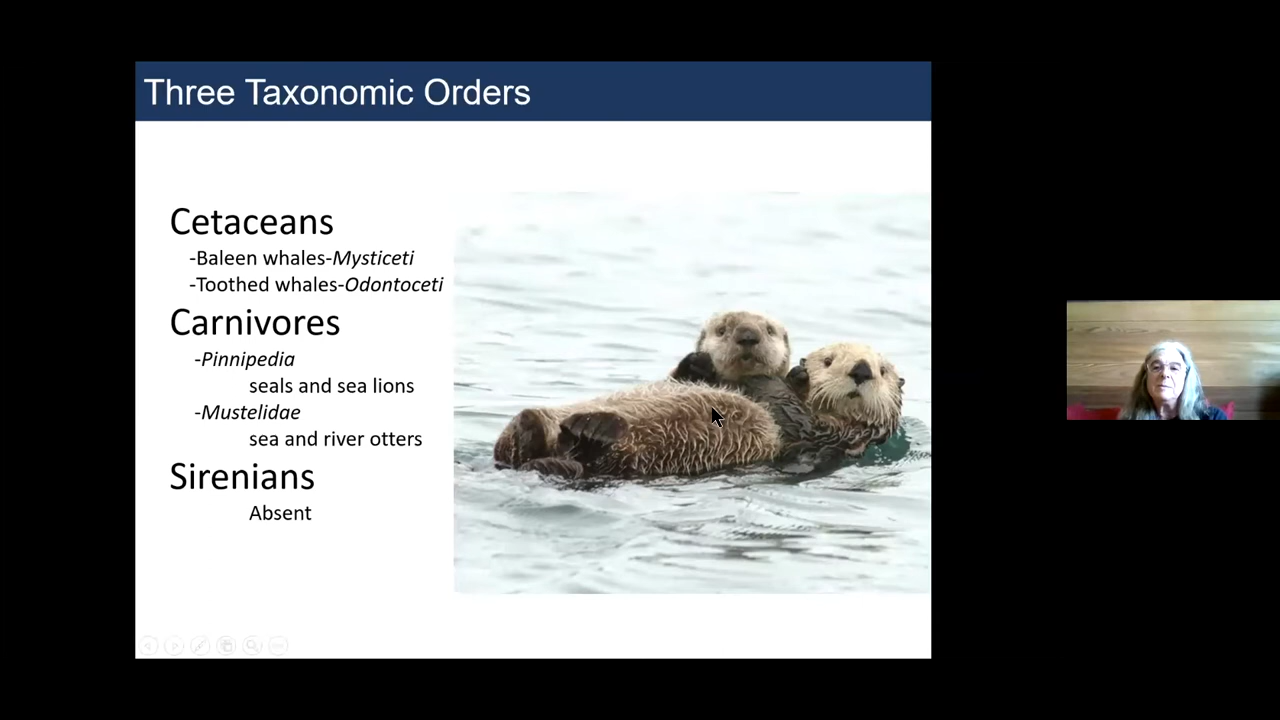 Three Taxonomic Orders
Cetaceans
-Baleen whales-Mysticeti
-Toothed whales-Odontoceti
Carnivores
-Pinnipedia
seals and sea lions
-Mustelidae
sea and river otters
Sirenians
Absent